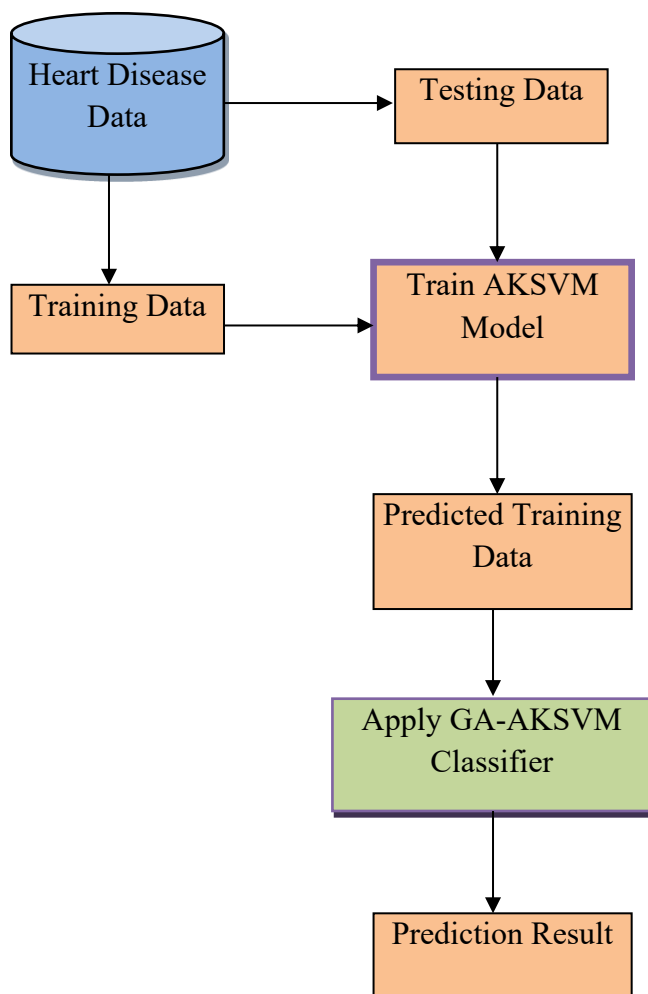 Heart Disease
Data
Testing Data
Training Data
Train AKSVM
Model
Predicted Training
Data
Apply GA-AKSVM
Classifier
Prediction Result